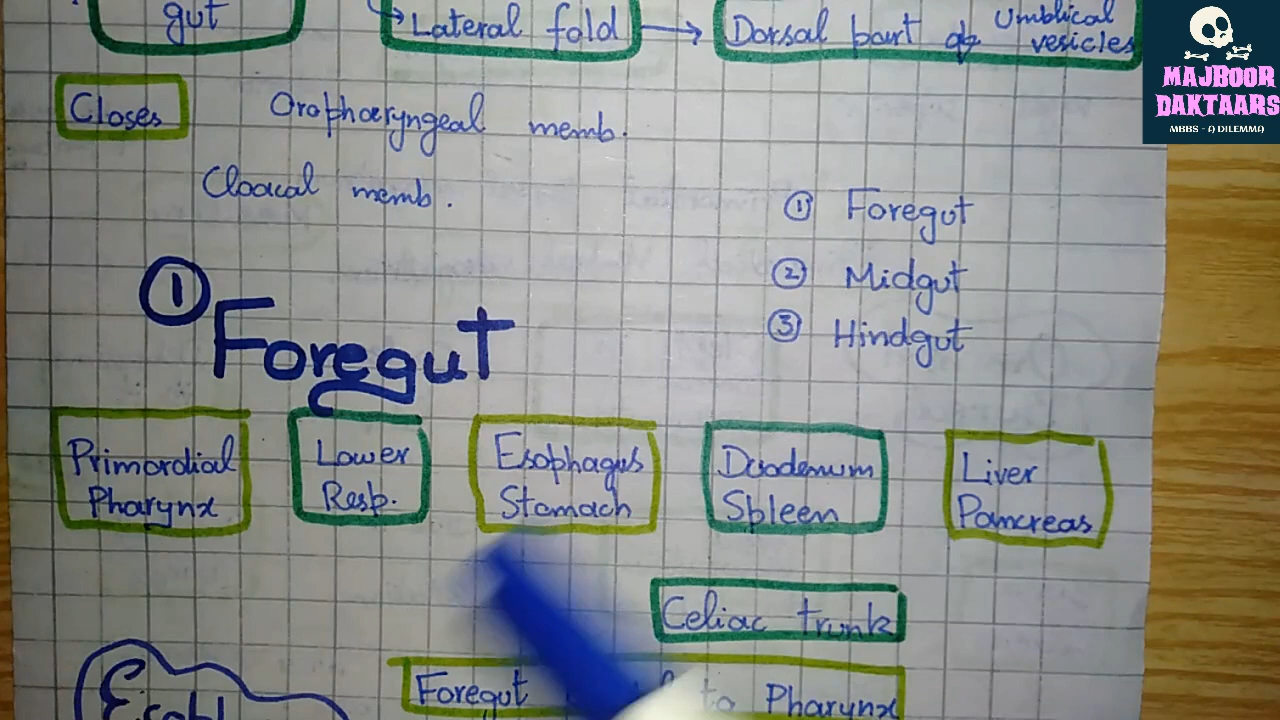 gut
Lateral fold
Dorsal part of Umblical
vesicles
MAJBOOR
DAKTAARS
MBBS - A DILEMMA
Closes
Oropharyngeal memb.
Cloacal memb.
① Foregut
② Midgut
③ Hindgut
① Foregut
Primordial
Pharynx
Lower
Resp.
Esophagus
Stomach
Duodenum
Spleen
Liver
Pancreas
Celiac trunk
Foregut to Pharynx